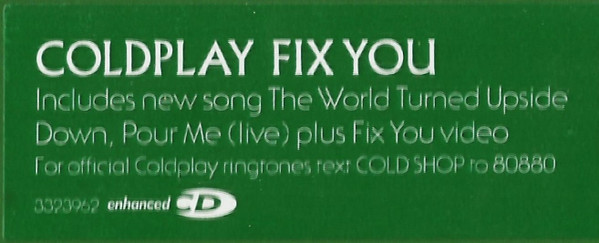 COLDPLAY FIX YOU
Includes new song The World Turned Upside
Down, Pour Me (live) plus Fix You video
For official Coldplay ringtones text COLD SHOP to 80880
3323962 enhanced CD